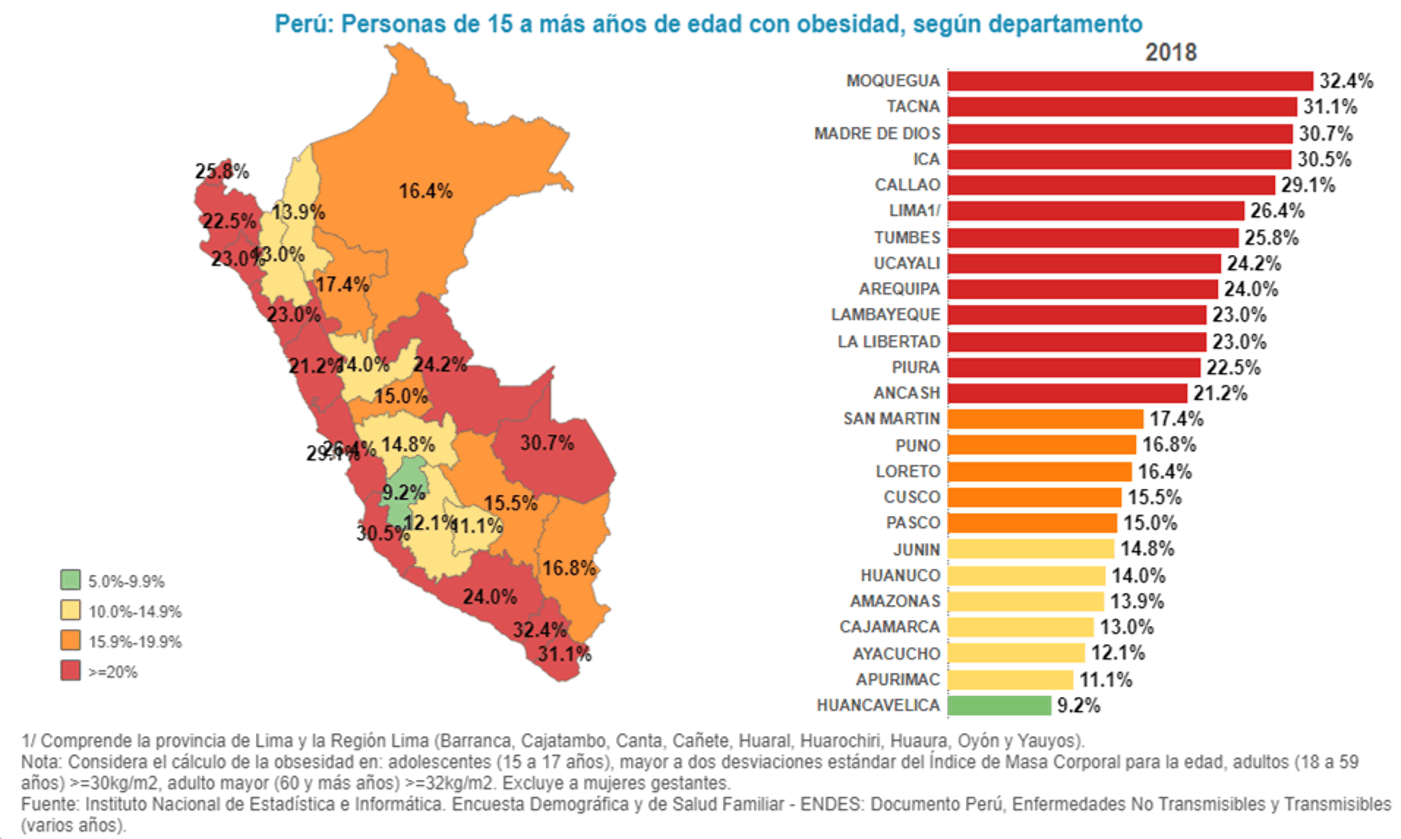 Perú: Personas de 15 a más años de edad con obesidad, según departamento
2018
25.8%
22.5%
23.0%
13.9%
13.0%
16.4%
17.4%
23.0%
21.2%
14.0%
24.2%
15.0%
29.1%
26.4%
14.8%
30.7%
9.2%
30.5%
12.1%
11.1%
15.5%
16.8%
24.0%
32.4%
31.1%
5.0%-9.9%
10.0%-14.9%
15.9%-19.9%
>=20%
MOQUEGUA 32.4%
TACNA 31.1%
MADRE DE DIOS 30.7%
ICA 30.5%
CALLAO 29.1%
LIMA1/ 26.4%
TUMBES 25.8%
UCAYALI 24.2%
AREQUIPA 24.0%
LAMBAYEQUE 23.0%
LA LIBERTAD 23.0%
PIURA 22.5%
ANCASH 21.2%
SAN MARTIN 17.4%
PUNO 16.8%
LORETO 16.4%
CUSCO 15.5%
PASCO 15.0%
JUNIN 14.8%
HUANUCO 14.0%
AMAZONAS 13.9%
CAJAMARCA 13.0%
AYACUCHO 12.1%
APURIMAC 11.1%
HUANCAVELICA 9.2%
1/ Comprende la provincia de Lima y la Región Lima (Barranca, Cajatambo, Canta, Cañete, Huaral, Huarochiri, Huaura, Oyón y Yauyos).
Nota: Considera el cálculo de la obsesidad en: adolescentes (15 a 17 años), mayor a dos desviaciones estándar del Índice de Masa Corporal para la edad, adultos (18 a 59
años) >=30kg/m2, adulto mayor (60 y más años) >=32kg/m2. Excluye a mujeres gestantes.
Fuente: Instituto Nacional de Estadística e Informática. Encuesta Demográfica y de Salud Familiar - ENDES: Documento Perú, Enfermedades No Transmisibles y Transmisibles
(varios años).